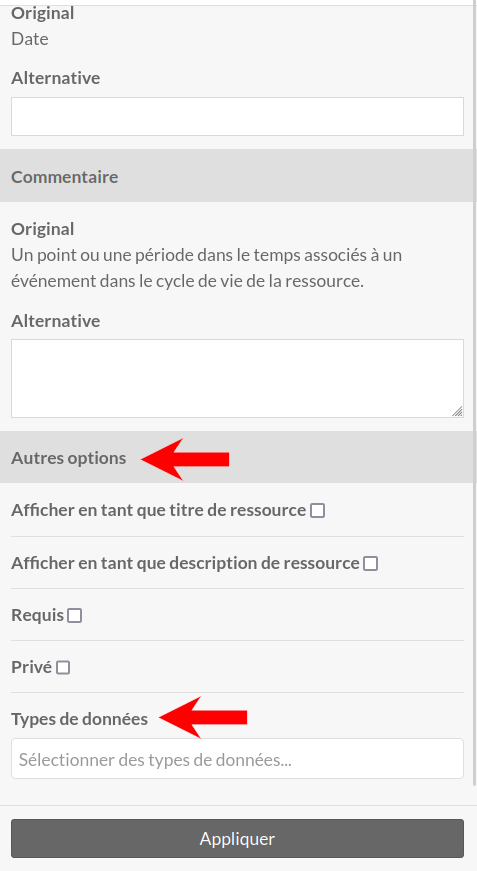 Original
Date
Alternative
Commentaire
Original
Un point ou une période dans le temps associés à un
événement dans le cycle de vie de la ressource.
Alternative
Autres options
Afficher en tant que titre de ressource
Afficher en tant que description de ressource
Requis
Privé
Types de données
Sélectionner des types de données...
Appliquer